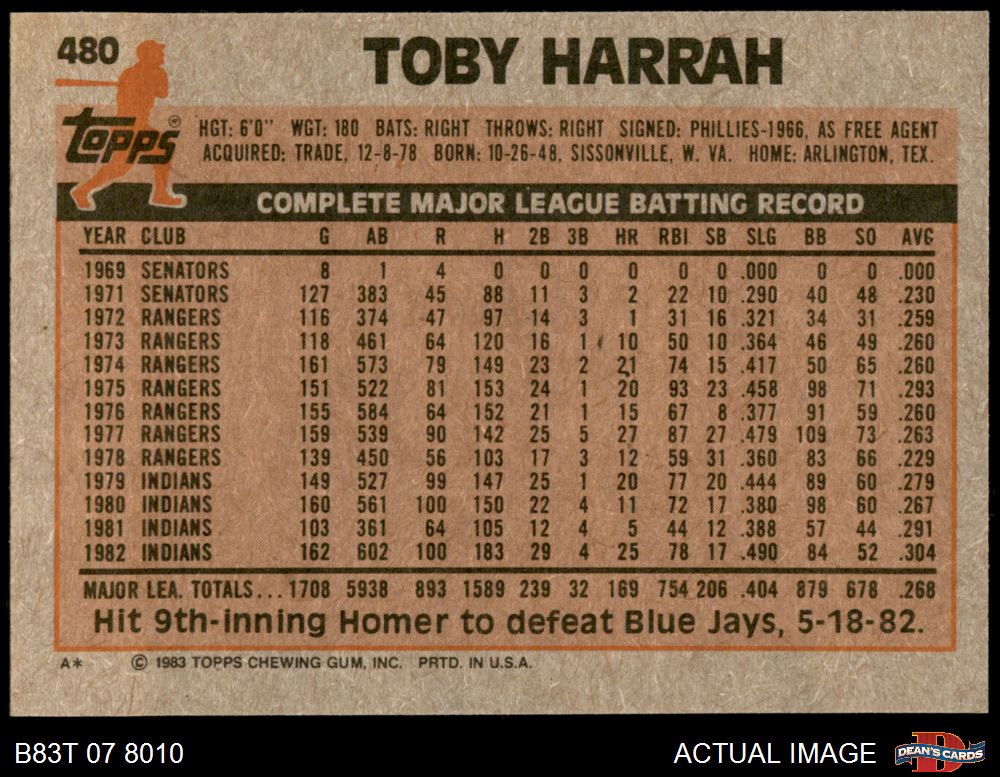 480 TOBY HARRAH
Topps®
HGT: 6'0" WGT: 180 BATS: RIGHT THROWS: RIGHT SIGNED: PHILLIES-1966, AS FREE AGENT
ACQUIRED: TRADE, 12-8-78 BORN: 10-26-48, SISSONVILLE, W. VA. HOME: ARLINGTON, TEX.
COMPLETE MAJOR LEAGUE BATTING RECORD
YEAR CLUB G AB R H 2B 3B HR RBI SB SLG BB SO AVG
1969 SENATORS 8 1 4 0 0 0 0 0 0 .000 0 0 .000
1971 SENATORS 127 383 45 88 11 3 2 22 10 .290 40 48 .230
1972 RANGERS 116 374 47 97 14 3 1 31 16 .321 34 31 .259
1973 RANGERS 118 461 64 120 16 1 10 50 10 .364 46 49 .260
1974 RANGERS 161 573 79 149 23 2 21 74 15 .417 50 65 .260
1975 RANGERS 151 522 81 153 24 1 20 93 23 .458 98 71 .293
1976 RANGERS 155 584 64 152 21 1 15 67 8 .377 91 59 .260
1977 RANGERS 159 539 90 142 25 5 27 87 27 .479 109 73 .263
1978 RANGERS 139 450 56 103 17 3 12 59 31 .360 83 66 .229
1979 INDIANS 149 527 99 147 25 1 20 77 20 .444 89 60 .279
1980 INDIANS 160 561 100 150 22 4 11 72 17 .380 98 60 .267
1981 INDIANS 103 361 64 105 12 4 5 44 12 .388 57 44 .291
1982 INDIANS 162 602 100 183 29 4 25 78 17 .490 84 52 .304
MAJOR LEA. TOTALS... 1708 5938 893 1589 239 32 169 754 206 .404 879 678 .268
Hit 9th-inning Homer to defeat Blue Jays, 5-18-82.
A* © 1983 TOPPS CHEWING GUM, INC. PRTD. IN U.S.A.
B83T 07 8010 ACTUAL IMAGE D DEAN'S CARDS